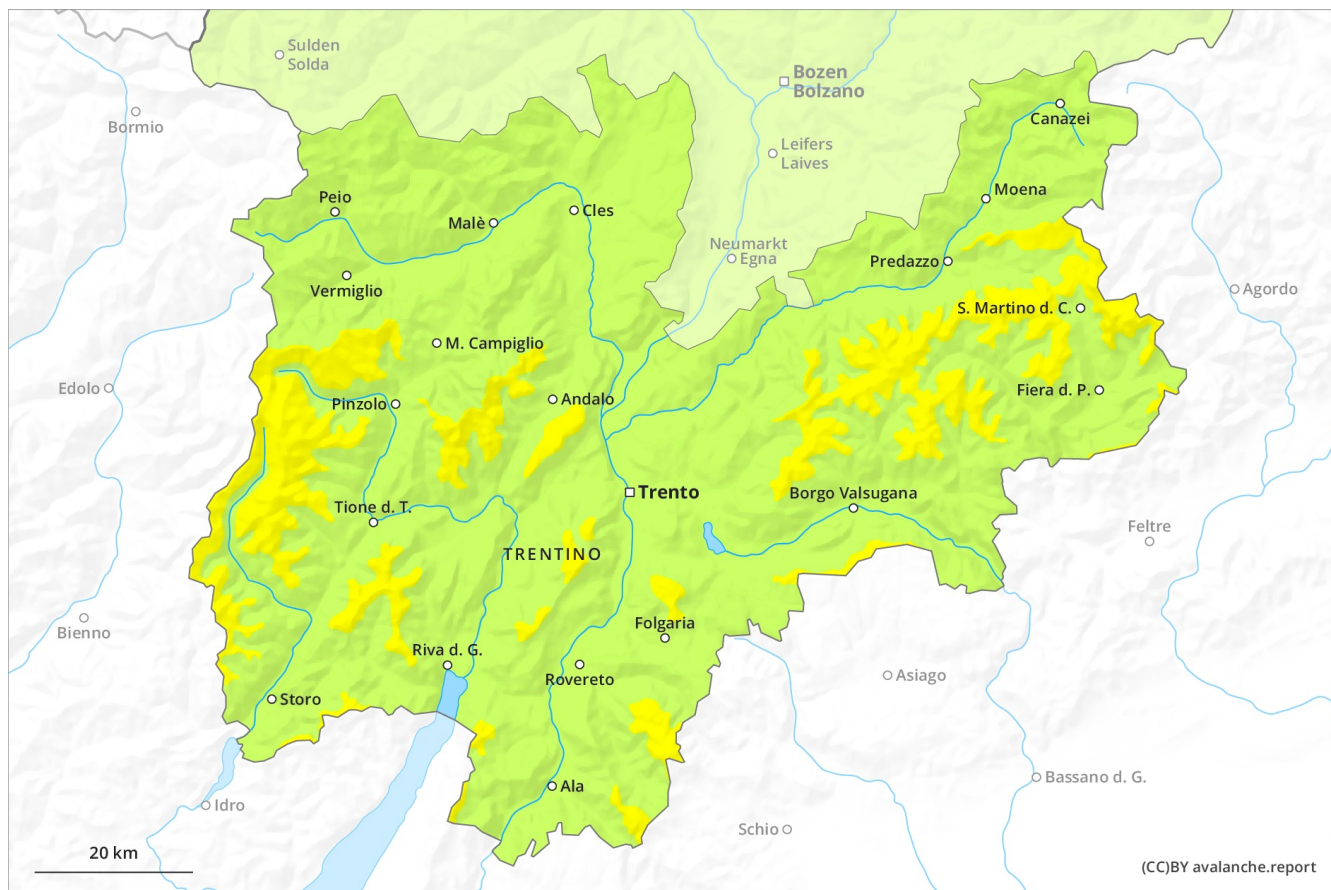 Sulden
Solda
Bozen
Bolzano
Bormio
Canazei
Leifers
Laives
Moena
Peio
Malè
Cles
Neumarkt
Egna
Predazzo
Vermiglio
Agordo
S. Martino d. C.
M. Campiglio
Edolo
Andalo
Fiera d. P.
Pinzolo
Trento
Borgo Valsugana
Tione d. T.
Feltre
TRENTINO
Bienno
Folgaria
Riva d. G.
Asiago
Rovereto
Storo
Bassano d. G.
Ala
Idro
Schio
20 km
(CC)BY avalanche.report